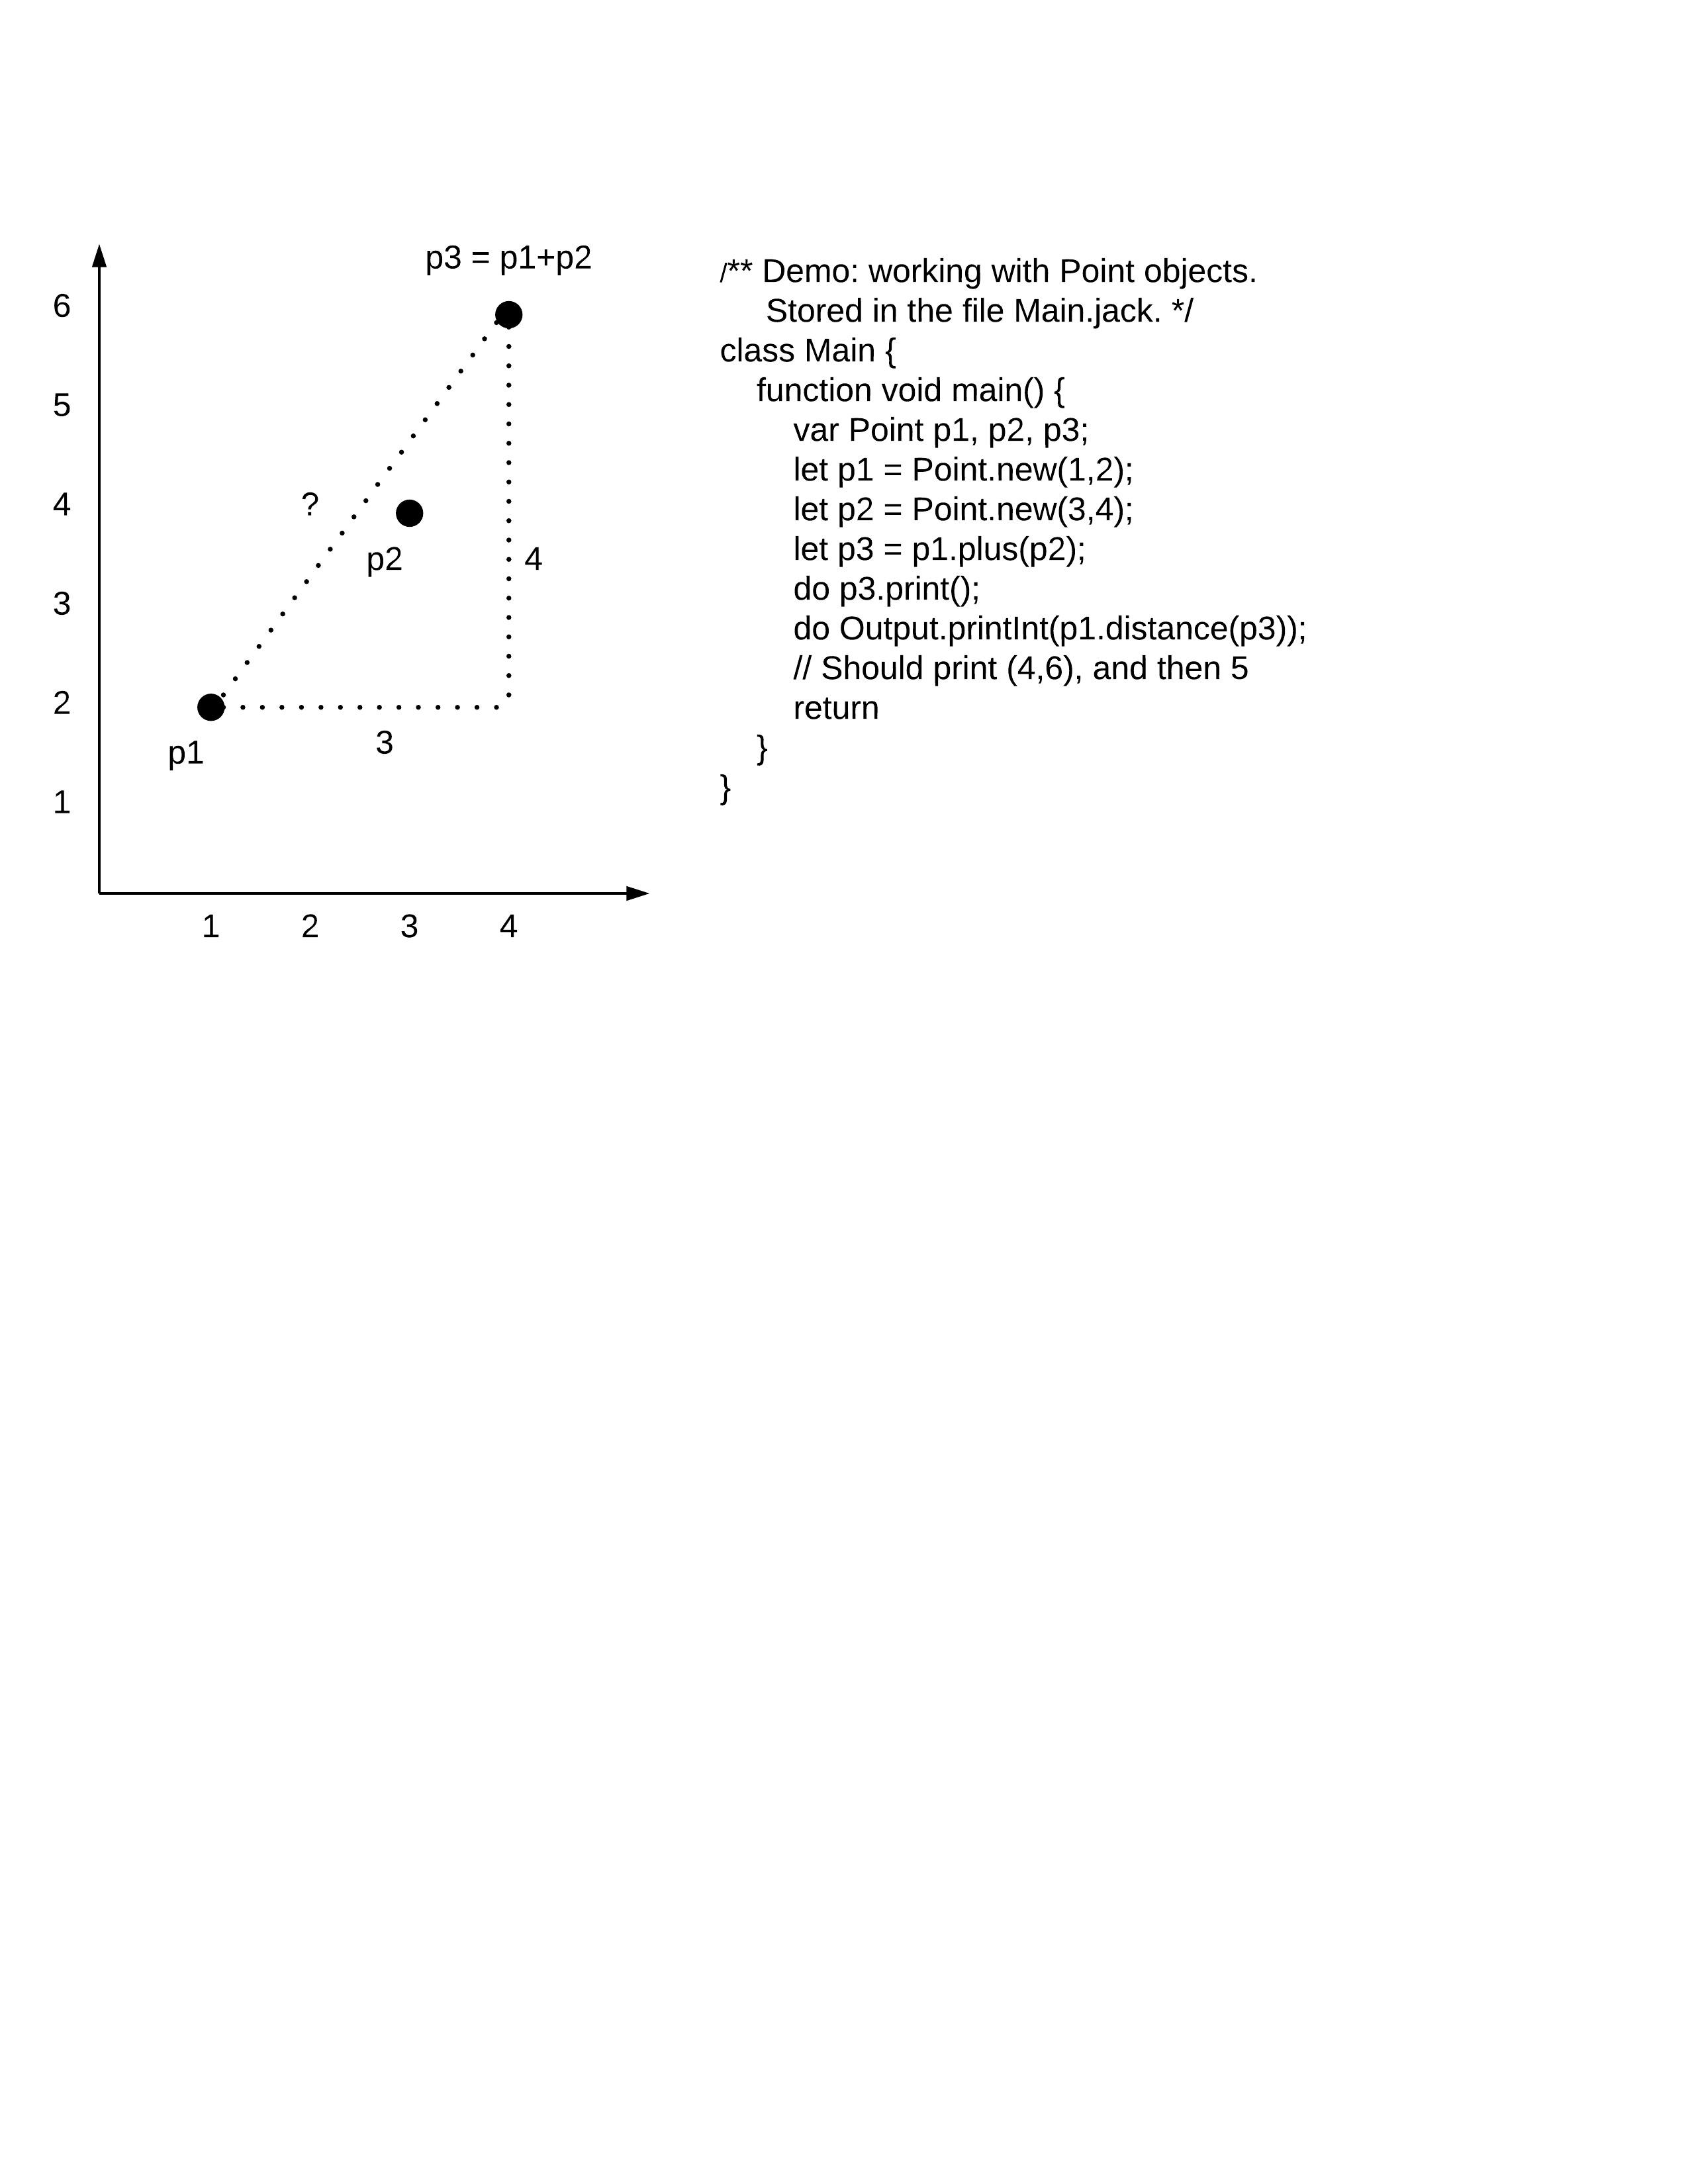 p3 = p1+p2
6
5
4
3
2
1
?
p2
4
p1
3
1 2 3 4
/** Demo: working with Point objects.
Stored in the file Main.jack. */
class Main {
function void main() {
var Point p1, p2, p3;
let p1 = Point.new(1,2);
let p2 = Point.new(3,4);
let p3 = p1.plus(p2);
do p3.print();
do Output.printInt(p1.distance(p3));
// Should print (4,6), and then 5
return
}
}